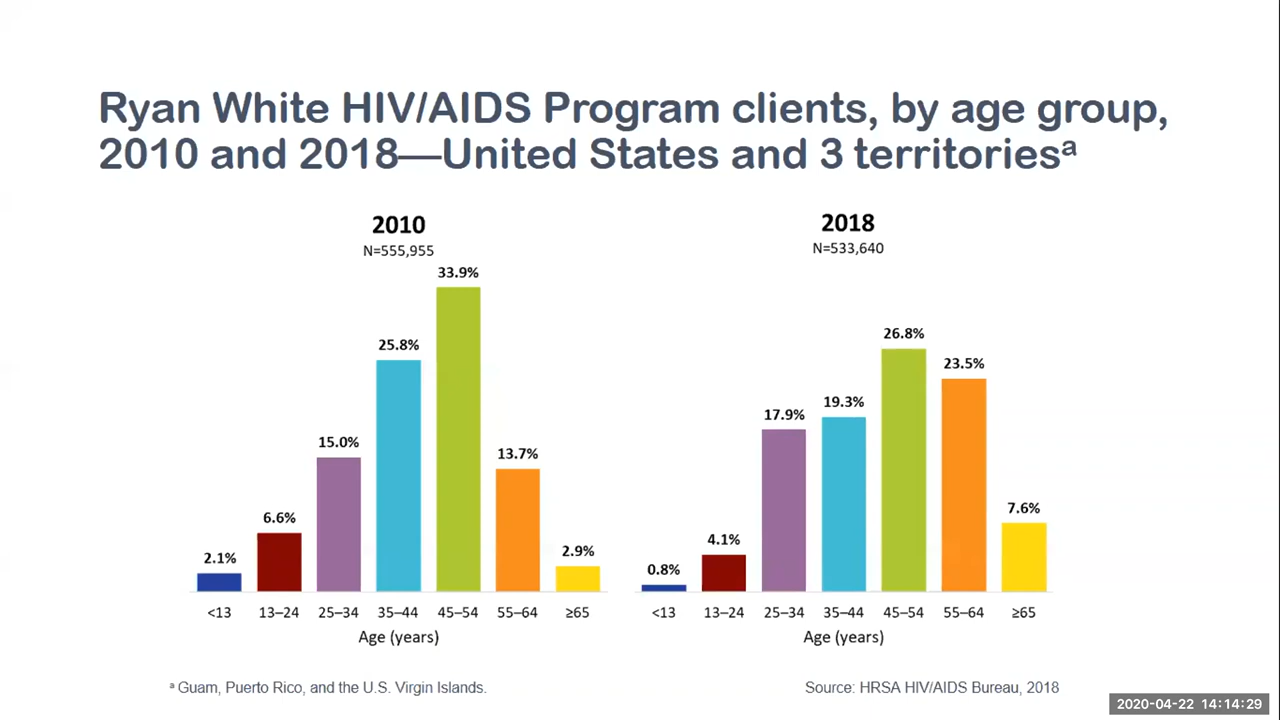 Ryan White HIV/AIDS Program clients, by age group,
2010 and 2018—United States and 3 territoriesª
2010
N=555,955
33.9%
25.8%
15.0%
13.7%
6.6%
2.1%
2.9%
<13 13–24 25–34 35–44 45–54 55–64 ≥65
Age (years)
2018
N=533,640
26.8%
23.5%
19.3%
17.9%
7.6%
4.1%
0.8%
<13 13–24 25–34 35–44 45–54 55–64 ≥65
Age (years)
ª Guam, Puerto Rico, and the U.S. Virgin Islands.
Source: HRSA HIV/AIDS Bureau, 2018
2020-04-22 14:14:29